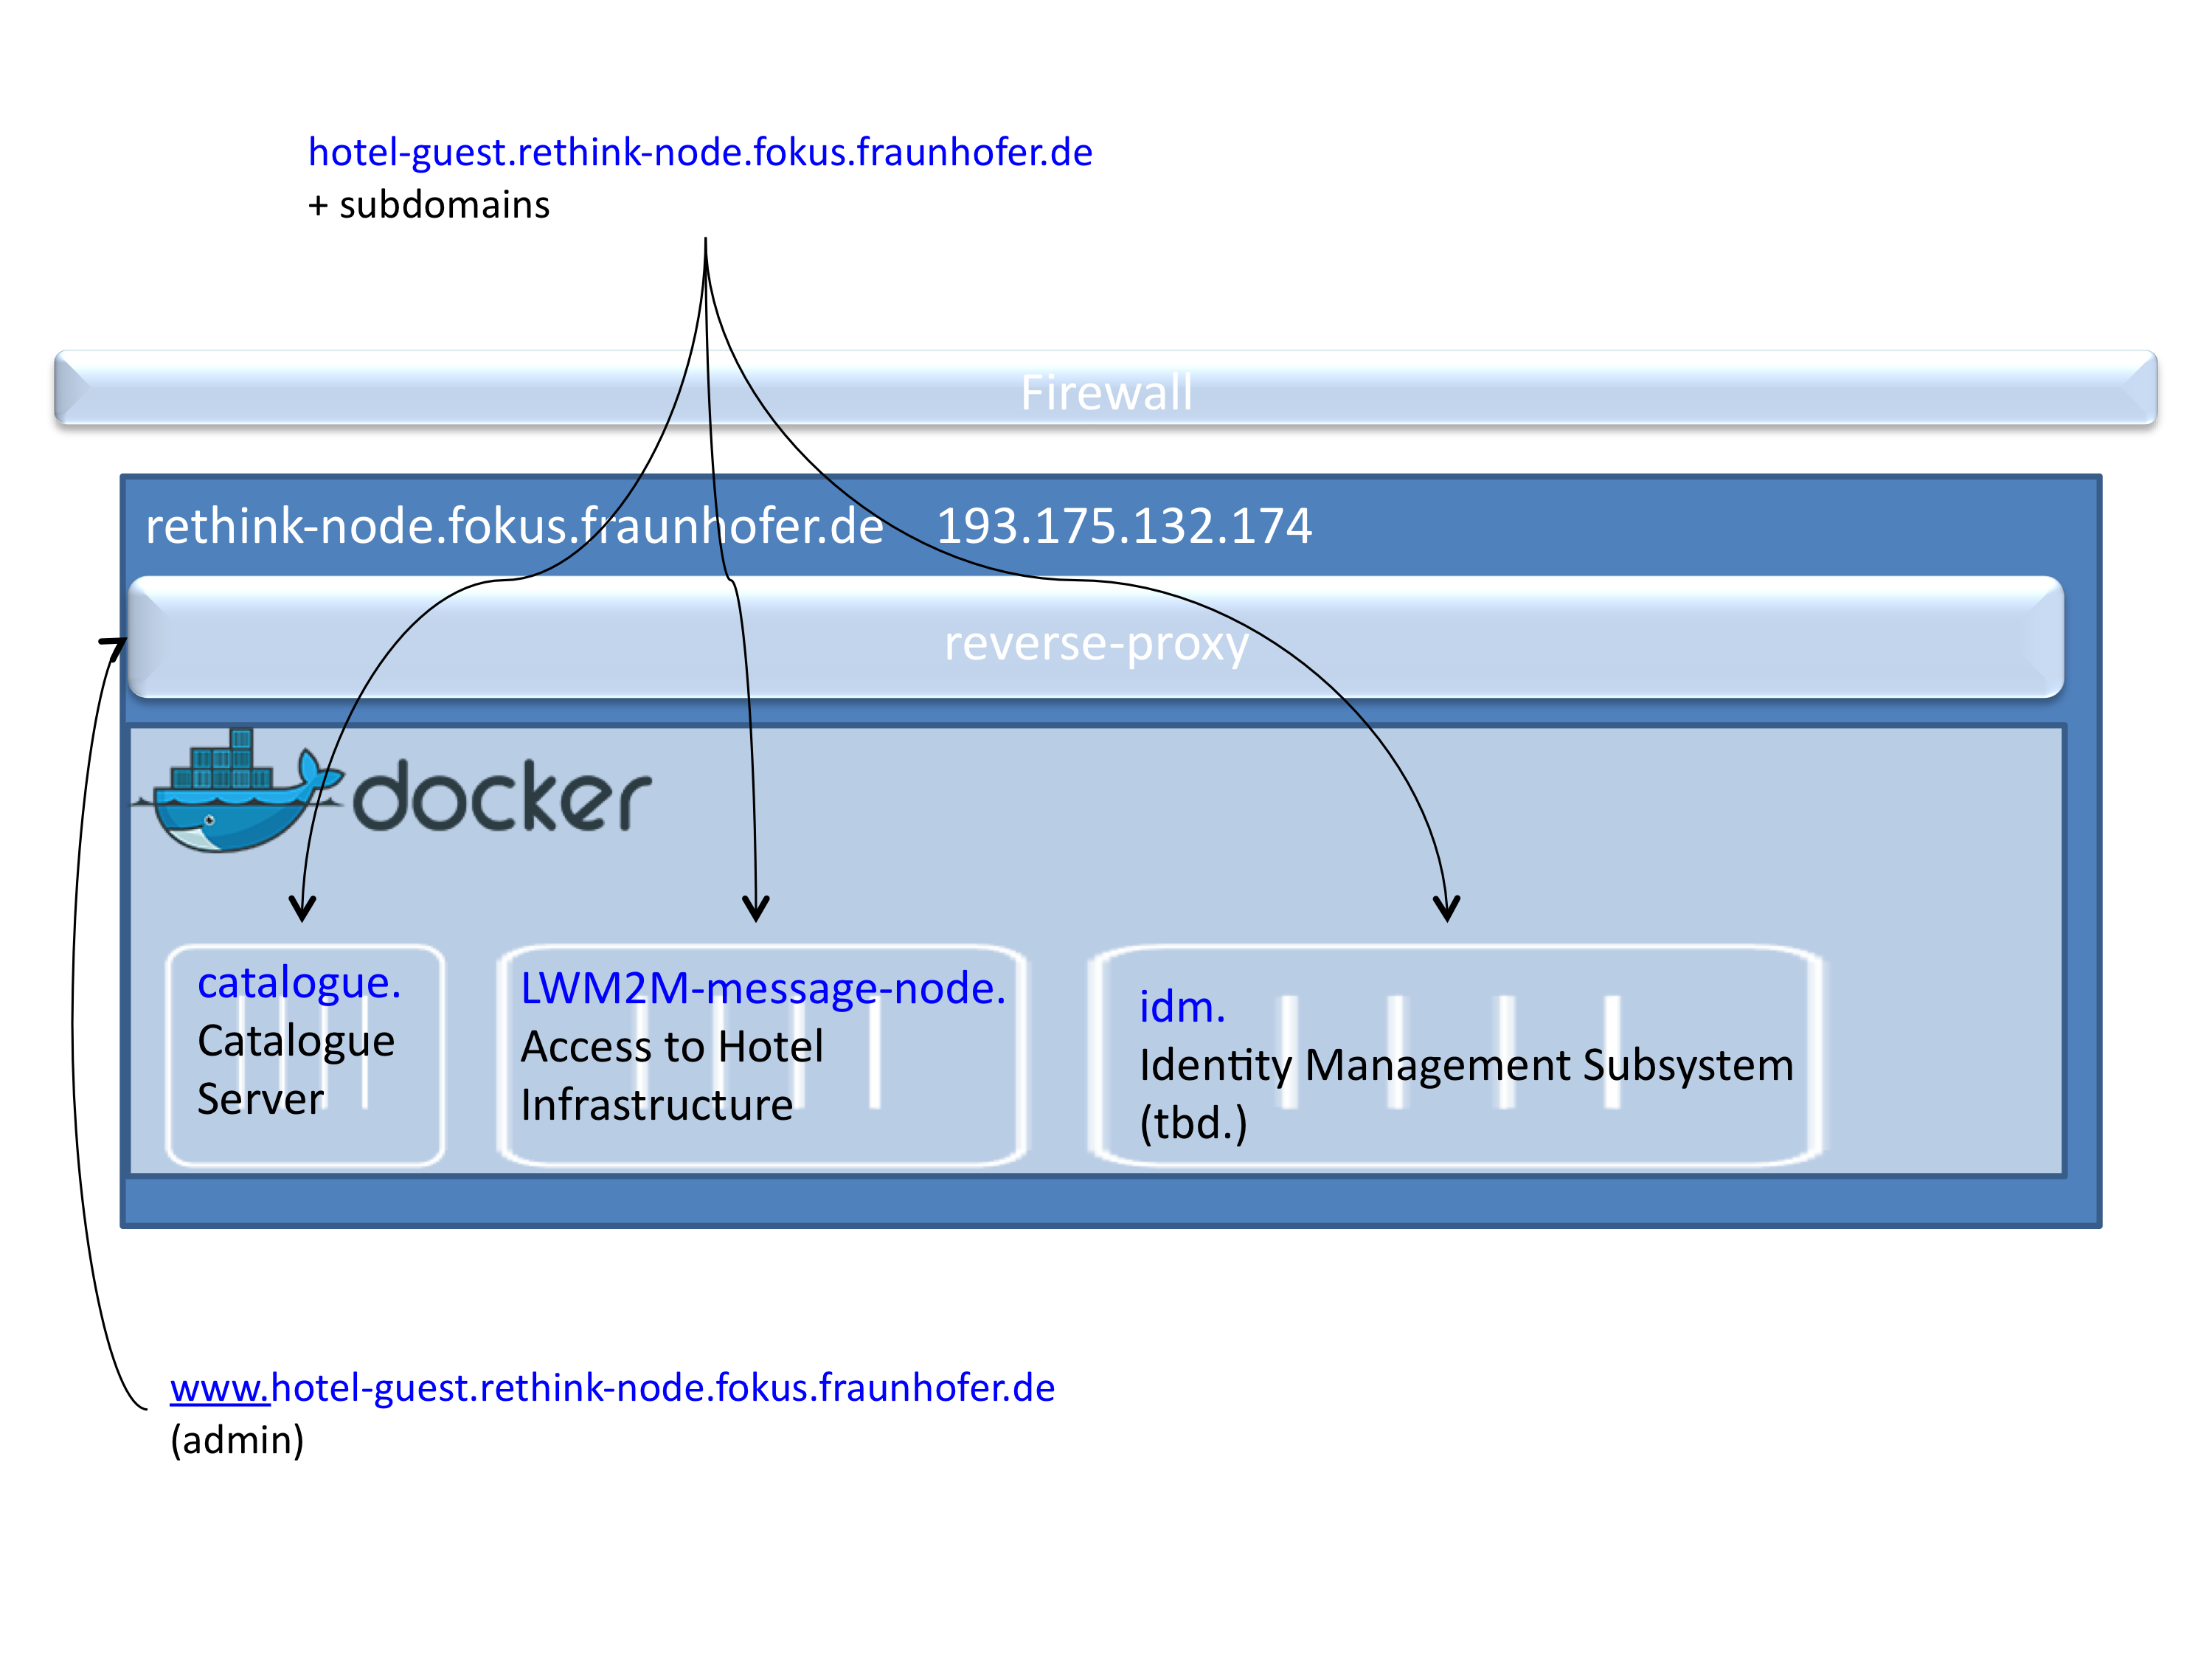 hotel-guest.rethink-node.fokus.fraunhofer.de
+ subdomains
Firewall
rethink-node.fokus.fraunhofer.de 193.175.132.174
reverse-proxy
docker
catalogue.
Catalogue
Server
LWM2M-message-node.
Access to Hotel
Infrastructure
idm.
Identity Management Subsystem
(tbd.)
www.hotel-guest.rethink-node.fokus.fraunhofer.de
(admin)